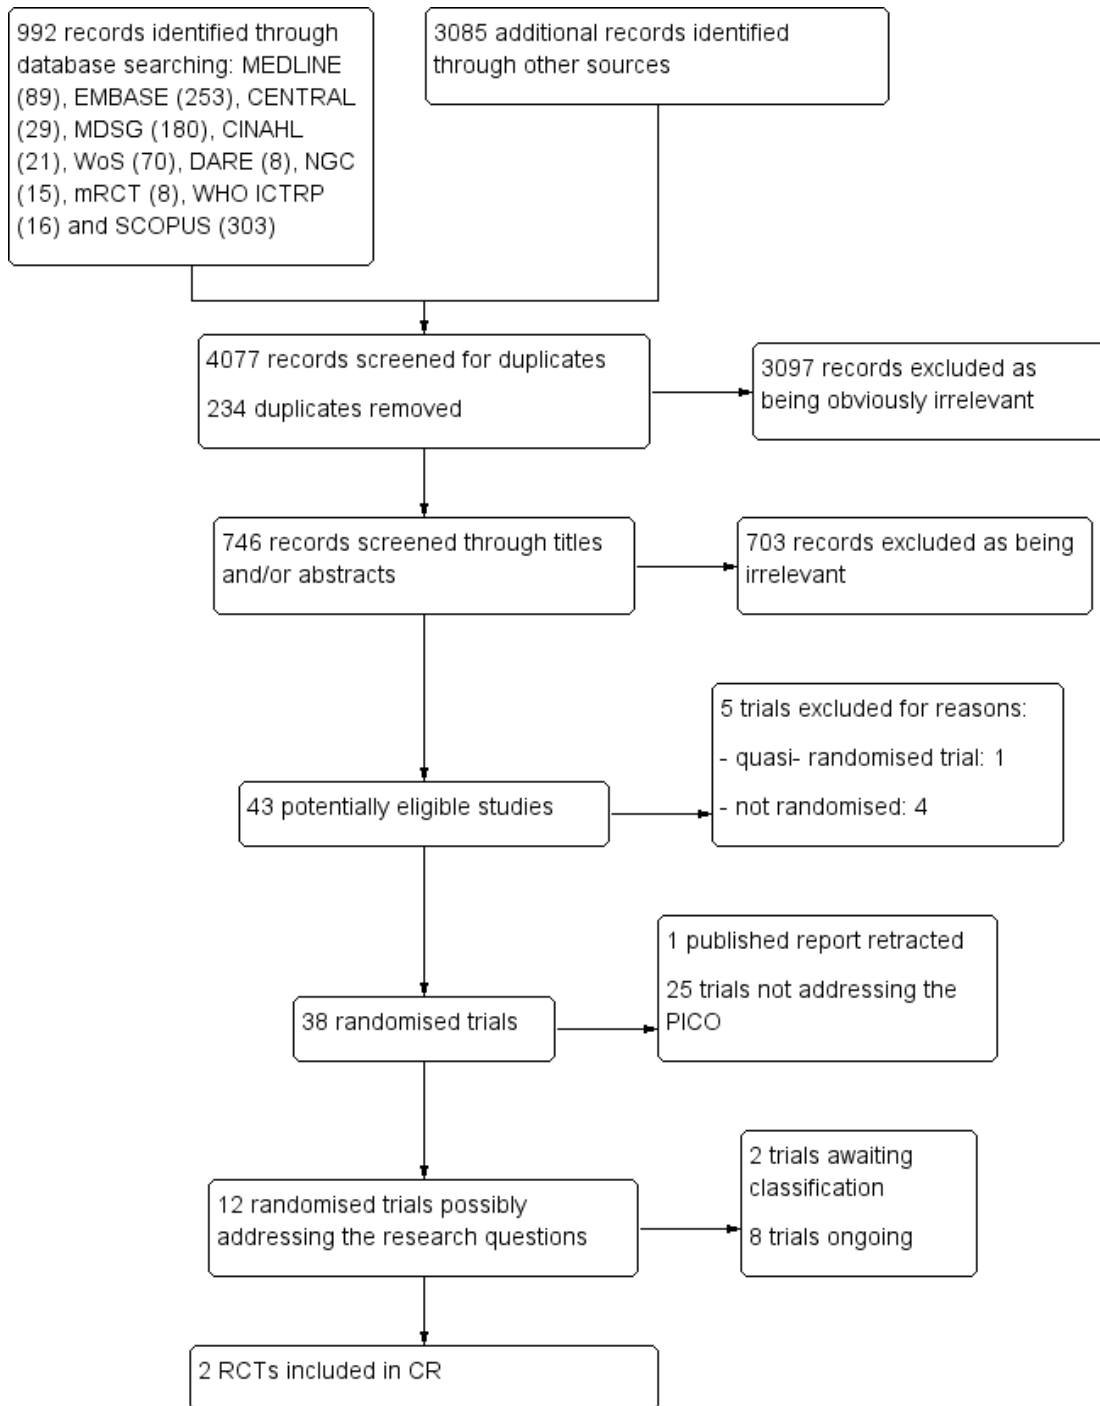 992 records identified through
database searching: MEDLINE
(89), EMBASE (253), CENTRAL
(29), MDSG (180), CINAHL
(21), WoS (70), DARE (8), NGC
(15), mRCT (8), WHO ICTRP
(16) and SCOPUS (303)
3085 additional records identified
through other sources
4077 records screened for duplicates
234 duplicates removed
3097 records excluded as
being obviously irrelevant
746 records screened through titles
and/or abstracts
703 records excluded as being
irrelevant
43 potentially eligible studies
5 trials excluded for reasons:
- quasi- randomised trial: 1
- not randomised: 4
38 randomised trials
1 published report retracted
25 trials not addressing the
PICO
12 randomised trials possibly
addressing the research questions
2 trials awaiting
classification
8 trials ongoing
2 RCTs included in CR